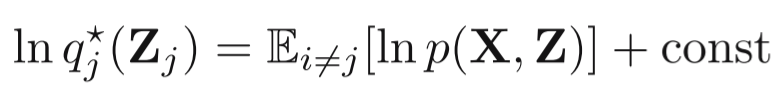 ln q⋆j(Zj) = 𝔼i≠j[ln p(X, Z)] + const